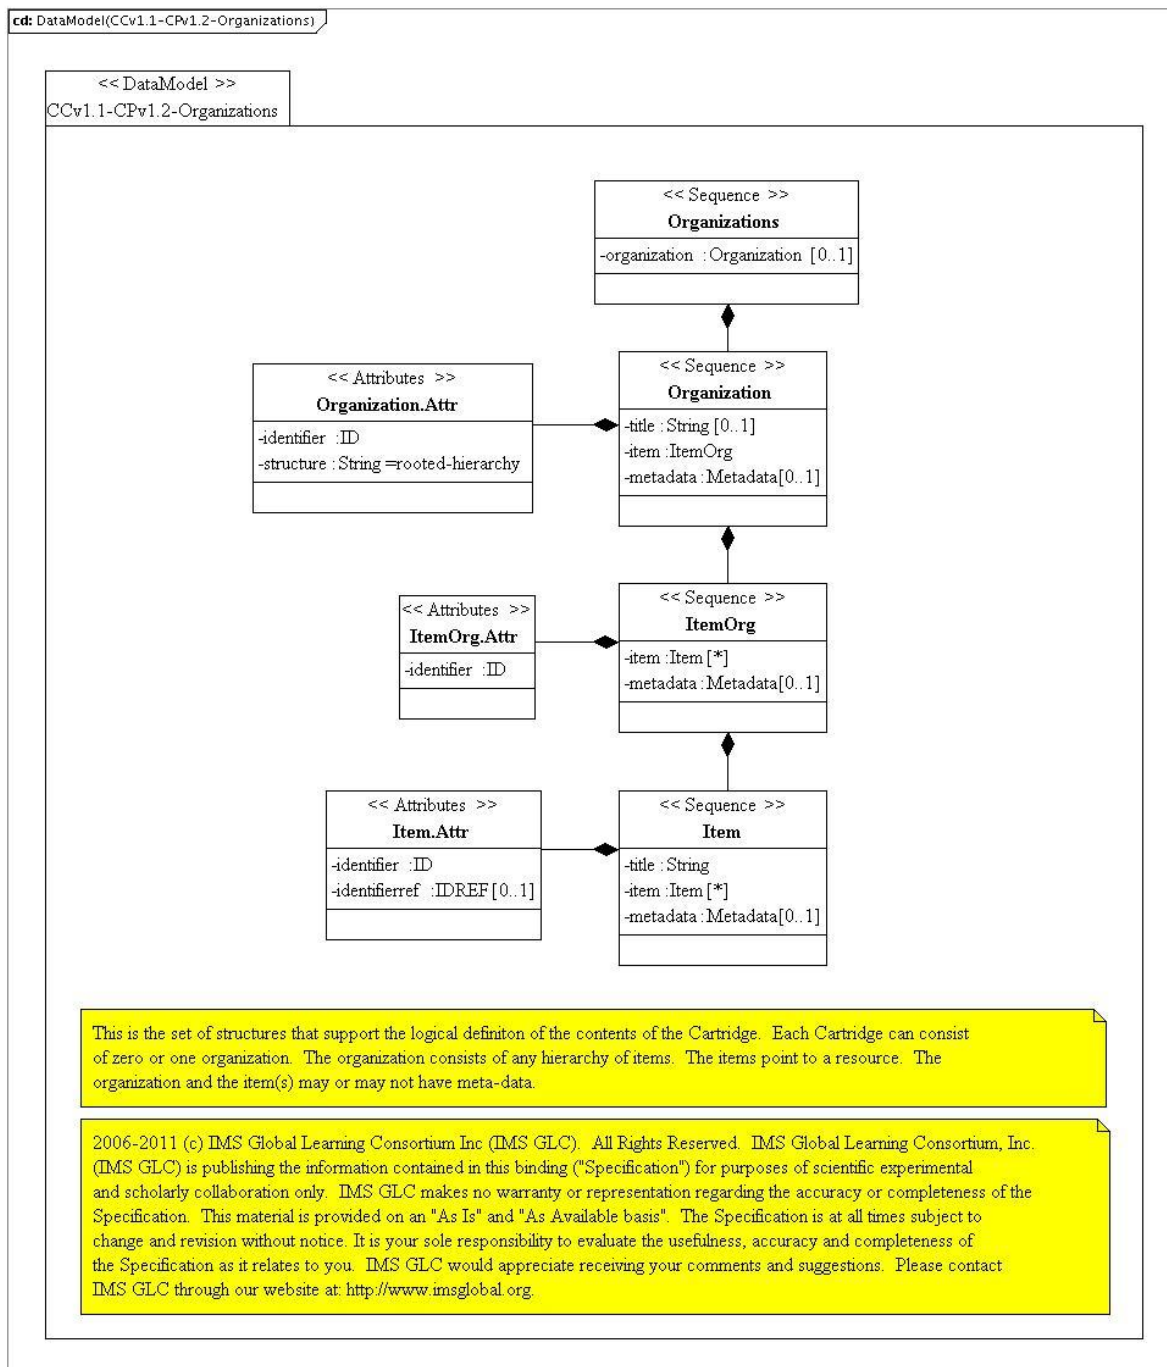 cd: DataModel(CCv1.1-CPv1.2-Organizations)
<< DataModel >>
CCv1.1-CPv1.2-Organizations
<< Sequence >>
Organizations
-organization :Organization [0..1]
<< Sequence >>
Organization
-title : String [0..1]
-item :ItemOrg
-metadata : Metadata[0..1]
<< Attributes >>
Organization.Attr
-identifier :ID
-structure : String =rooted-hierarchy
<< Sequence >>
ItemOrg
-item :Item [*]
-metadata : Metadata[0..1]
<< Attributes >>
ItemOrg.Attr
-identifier :ID
<< Sequence >>
Item
-title : String
-item :Item [*]
-metadata : Metadata[0..1]
<< Attributes >>
Item.Attr
-identifier :ID
-identifierref :IDREF [0..1]
This is the set of structures that support the logical definiton of the contents of the Cartridge. Each Cartridge can consist
of zero or one organization. The organization consists of any hierarchy of items. The items point to a resource. The
organization and the item(s) may or may not have meta-data.
2006-2011 (c) IMS Global Learning Consortium Inc (IMS GLC). All Rights Reserved. IMS Global Learning Consortium, Inc.
(IMS GLC) is publishing the information contained in this binding ("Specification") for purposes of scientific experimental
and scholarly collaboration only. IMS GLC makes no warranty or representation regarding the accuracy or completeness of the
Specification. This material is provided on an "As Is" and "As Available basis". The Specification is at all times subject to
change and revision without notice. It is your sole responsibility to evaluate the usefulness, accuracy and completeness of
the Specification as it relates to you. IMS GLC would appreciate receiving your comments and suggestions. Please contact
IMS GLC through our website at: http://www.imsglobal.org.